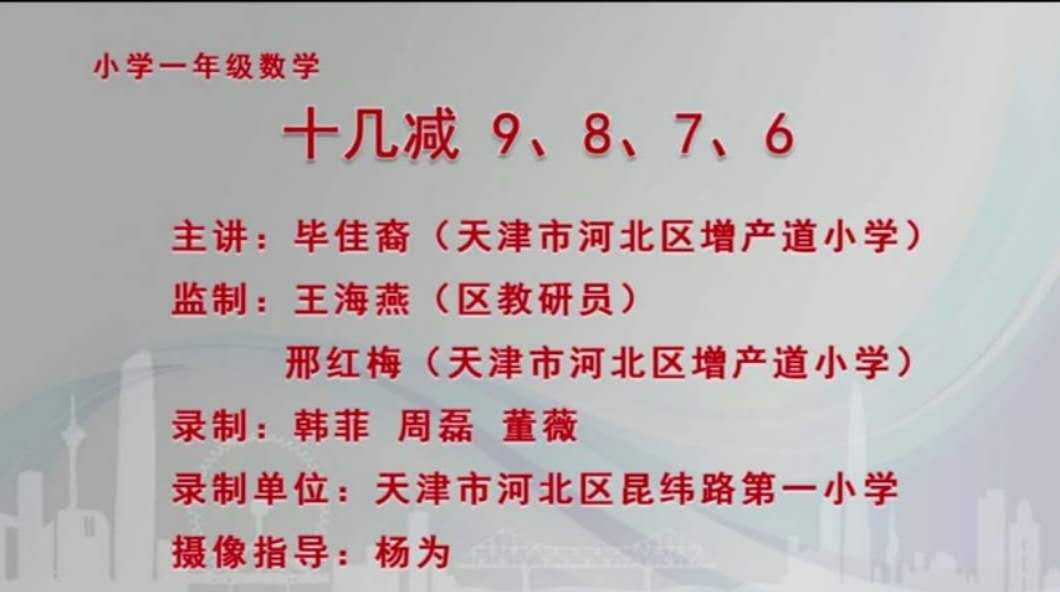 小学一年级数学
十几减 9、8、7、6
主讲：毕佳裔（天津市河北区增产道小学）
监制：王海燕（区教研员）
邢红梅（天津市河北区增产道小学）
录制：韩菲 周磊 董薇
录制单位：天津市河北区昆纬路第一小学
摄像指导：杨为